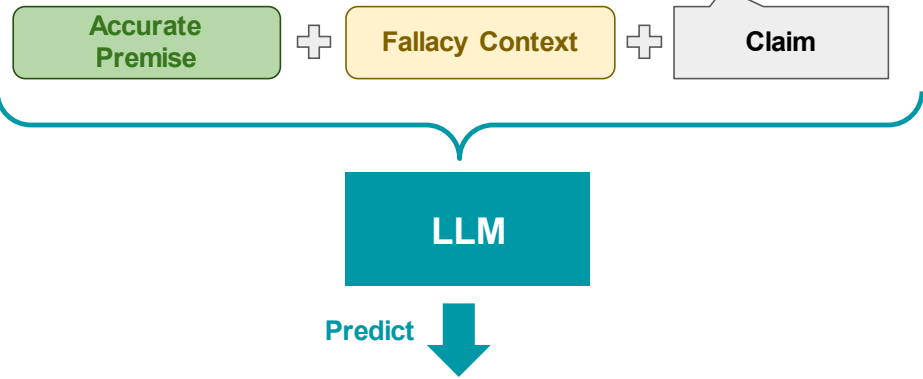 Accurate
Premise
Fallacy Context
Claim
LLM
Predict